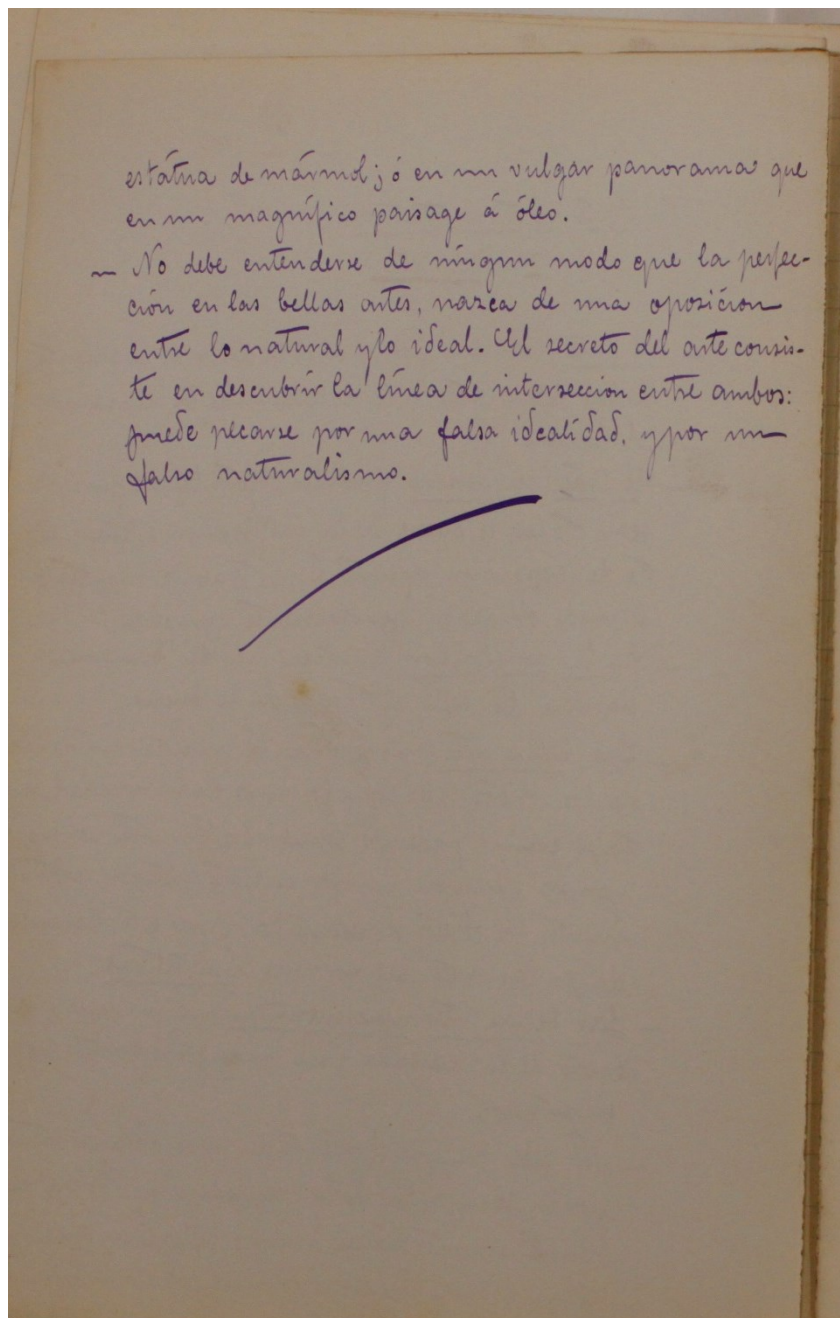 estátua de mármol; ó en un vulgar panorama que
en un magnífico paisage á óleo.
— No debe entenderse de ningun modo que la perfec-
ción en las bellas artes, nazca de una oposicion
entre lo natural y lo ideal. El secreto del arte consis-
te en descubrir la línea de interseccion entre ambos:
puede pecarse por una falsa idealidad, y por un
falso naturalismo.